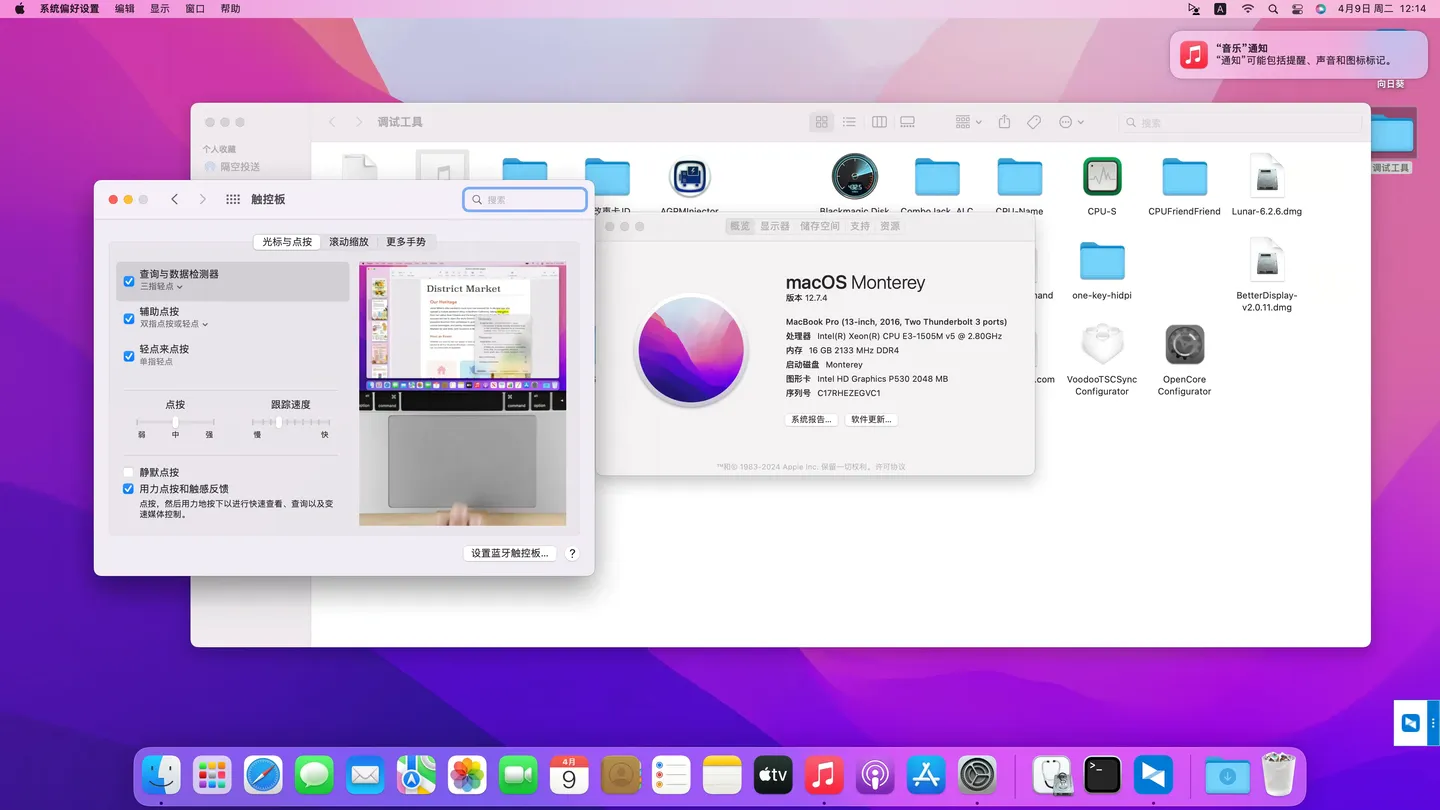 系统偏好设置 编辑 显示 窗口 帮助
A
4月9日 周二 12:14
“音乐”通知
“通知”可能包括提醒、声音和图标标记。
向日葵
调试工具
调试工具
搜索
个人收藏
隔空投送
AGPMInjector
Blackmagic Disk
ComboJack_ALC
CPU-Name
CPU-S
CPUFriendFriend
Lunar-6.2.6.dmg
one-key-hidpi
BetterDisplay-
v2.0.11.dmg
VoodooTSCSync
Configurator
OpenCore
Configurator
触控板
搜索
光标与点按 滚动缩放 更多手势
查询与数据检测器
三指轻点
辅助点按
双指点按或轻点
轻点来点按
单指轻点
点按
弱 中 强
跟踪速度
慢 快
静默点按
用力点按和触感反馈
点按，然后用力地按下以进行快速查看、查询以及变
速媒体控制。
District Market
Our Heritage
option
command
command
option
设置蓝牙触控板...
?
概览 显示器 储存空间 支持 资源
macOS Monterey
版本 12.7.4
MacBook Pro (13-inch, 2016, Two Thunderbolt 3 ports)
处理器 Intel(R) Xeon(R) CPU E3-1505M v5 @ 2.80GHz
内存 16 GB 2133 MHz DDR4
启动磁盘 Monterey
图形卡 Intel HD Graphics P530 2048 MB
序列号 C17RHEZEGVC1
系统报告... 软件更新...
™和© 1983-2024 Apple Inc. 保留一切权利。许可协议
4月
9
tv